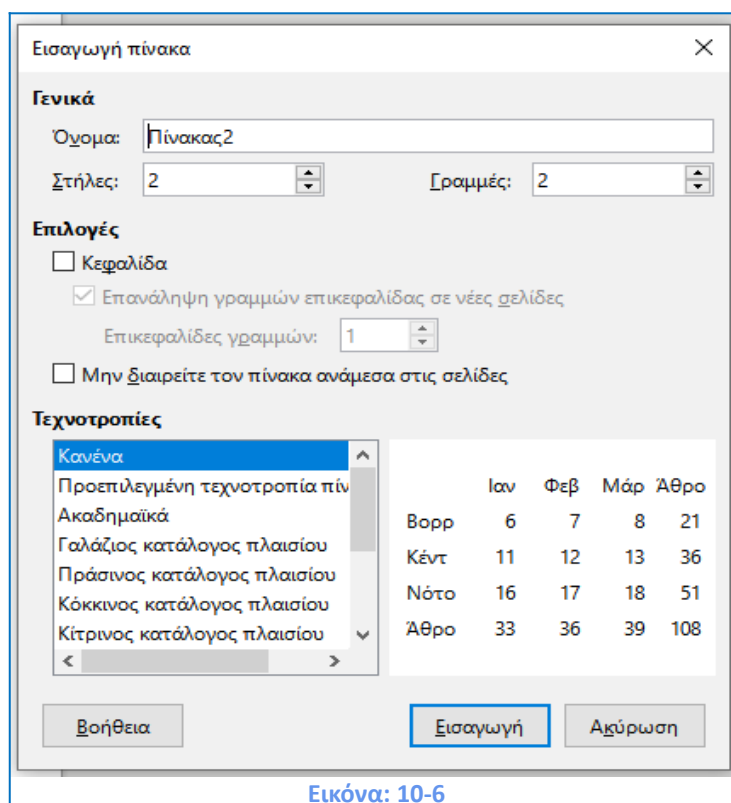 Εισαγωγή πίνακα
Γενικά
Όνομα: Πίνακας2
Στήλες: 2 Γραμμές: 2
Επιλογές
Κεφαλίδα
Επανάληψη γραμμών επικεφαλίδας σε νέες σελίδες
Επικεφαλίδες γραμμών: 1
Μην διαιρείτε τον πίνακα ανάμεσα στις σελίδες
Τεχνοτροπίες
Κανένα
Προεπιλεγμένη τεχνοτροπία πίν
Ακαδημαϊκά
Γαλάζιος κατάλογος πλαισίου
Πράσινος κατάλογος πλαισίου
Κόκκινος κατάλογος πλαισίου
Κίτρινος κατάλογος πλαισίου
Ιαν Φεβ Μάρ Άθρο
Βορρ 6 7 8 21
Κέντ 11 12 13 36
Νότο 16 17 18 51
Άθρο 33 36 39 108
Βοήθεια Εισαγωγή Ακύρωση
Εικόνα: 10-6